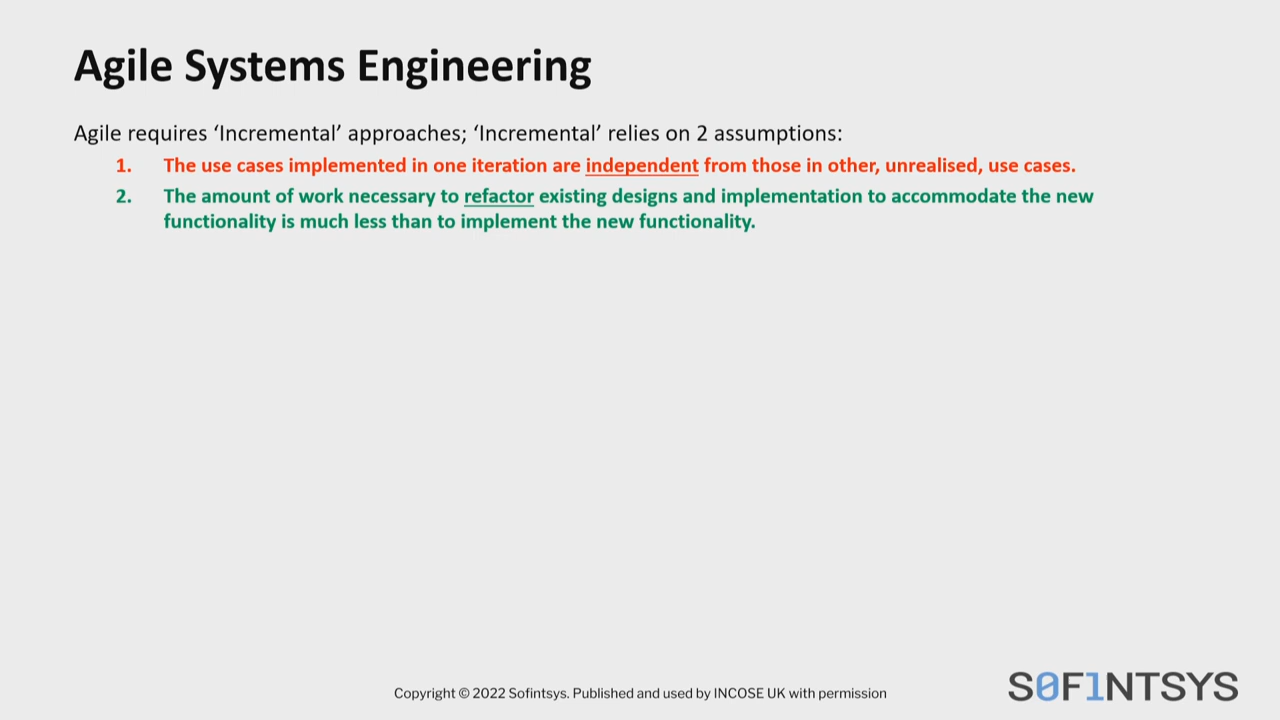 Agile Systems Engineering
Agile requires ‘Incremental’ approaches; ‘Incremental’ relies on 2 assumptions:
1. The use cases implemented in one iteration are independent from those in other, unrealised, use cases.
2. The amount of work necessary to refactor existing designs and implementation to accommodate the new
functionality is much less than to implement the new functionality.
Copyright © 2022 Sofintsys. Published and used by INCOSE UK with permission
S0F1NTSYS